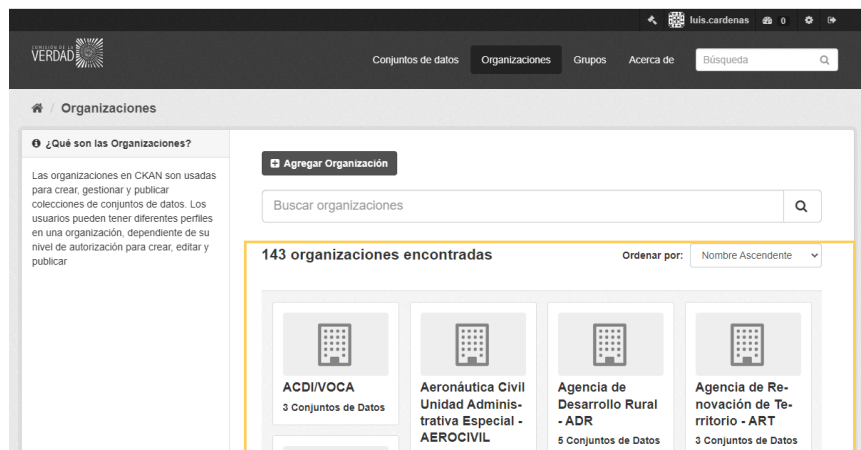 luis.cardenas 0
COMISIÓN DE LA
VERDAD
Conjuntos de datos Organizaciones Grupos Acerca de Búsqueda
/ Organizaciones
¿Qué son las Organizaciones?
Las organizaciones en CKAN son usadas
para crear, gestionar y publicar
colecciones de conjuntos de datos. Los
usuarios pueden tener diferentes perfiles
en una organización, dependiente de su
nivel de autorización para crear, editar y
publicar
Agregar Organización
Buscar organizaciones
143 organizaciones encontradas
Ordenar por: Nombre Ascendente
ACDI/VOCA
3 Conjuntos de Datos
Aeronáutica Civil
Unidad Adminis-
trativa Especial -
AEROCIVIL
Agencia de
Desarrollo Rural
- ADR
5 Conjuntos de Datos
Agencia de Re-
novación de Te-
rritorio - ART
3 Conjuntos de Datos